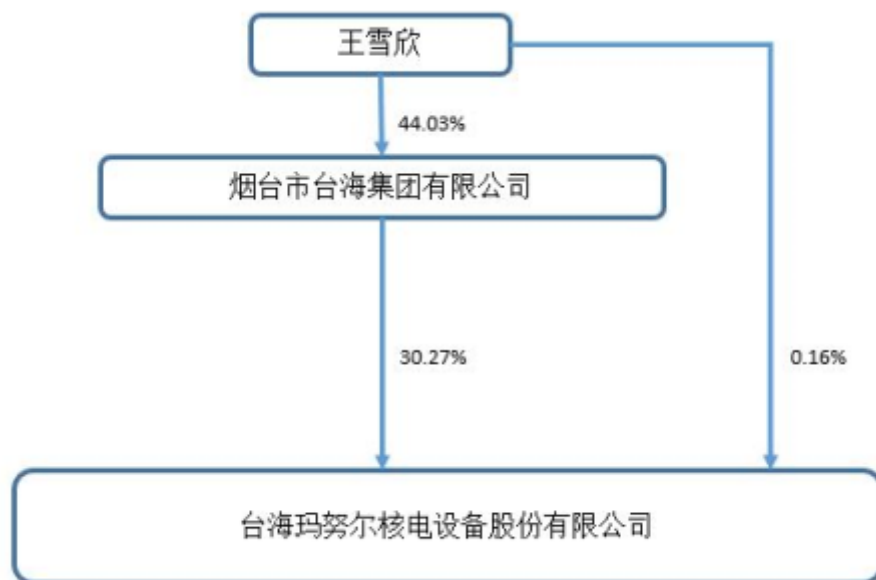 王雪欣
44.03%
烟台市台海集团有限公司
30.27%
0.16%
台海玛努尔核电设备股份有限公司